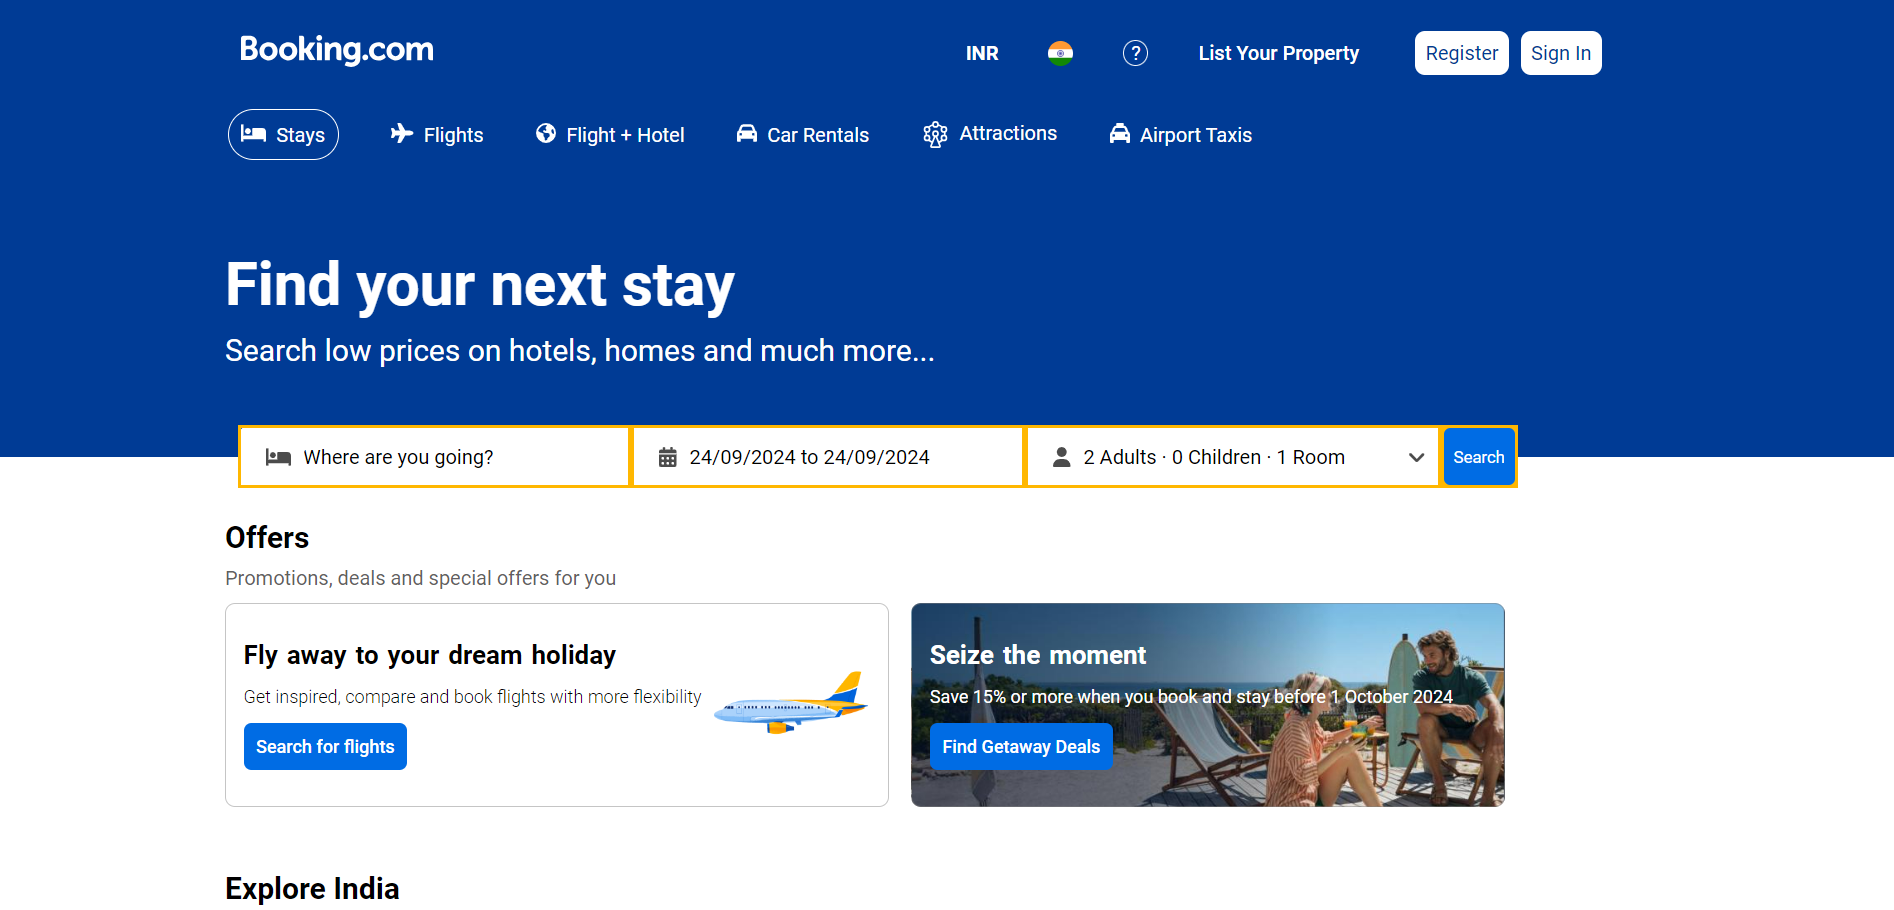 Booking.com
INR
?
List Your Property
Register
Sign In
Stays
Flights
Flight + Hotel
Car Rentals
Attractions
Airport Taxis
Find your next stay
Search low prices on hotels, homes and much more...
Where are you going?
24/09/2024 to 24/09/2024
2 Adults · 0 Children · 1 Room
Search
Offers
Promotions, deals and special offers for you
Fly away to your dream holiday
Get inspired, compare and book flights with more flexibility
Search for flights
Seize the moment
Save 15% or more when you book and stay before 1 October 2024
Find Getaway Deals
Explore India